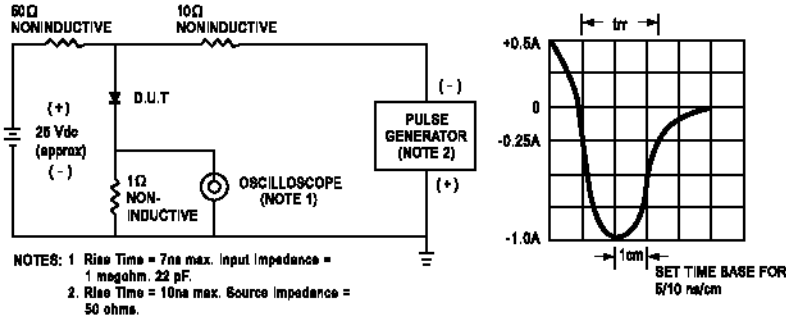 50Ω
NONINDUCTIVE
10Ω
NONINDUCTIVE
(+)
25 Vdc
(approx)
(-)
D.U.T
1Ω
NON-
INDUCTIVE
OSCILLOSCOPE
(NOTE 1)
(-)
PULSE
GENERATOR
(NOTE 2)
(+)
NOTES: 1 Rise Time = 7ns max. Input Impedance =
1 megohm. 22 pF.
2. Rise Time = 10ns max. Source Impedance =
50 ohms.
trr
+0.5A
0
-0.25A
-1.0A
1cm
SET TIME BASE FOR
5/10 ns/cm